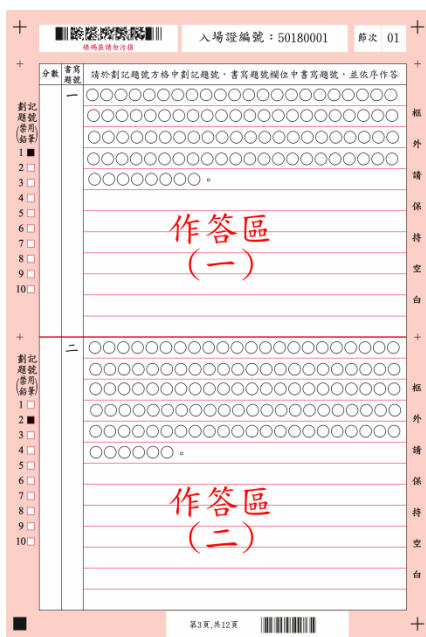 條碼區請勿污損
入場證編號：50180001
節次 01
分數 書寫題號 請於劃記題號方格中劃記題號，書寫題號欄位中書寫題號，並依序作答
劃記題號
(禁用鉛筆)
1■
2□
3□
4□
5□
6□
7□
8□
9□
10□
一 ○○○○○○○○○○○○○○○○○○○○○○
○○○○○○○○○○○○○○○○○○○○○○
○○○○○○○○○○○○○○○○○○○○○○
○○○○○○○○○○○○○○○○○○○○○○
○○○○○○○○。
作答區
(一)
框外請保持空白
劃記題號
(禁用鉛筆)
1□
2■
3□
4□
5□
6□
7□
8□
9□
10□
二 ○○○○○○○○○○○○○○○○○○○○○○
○○○○○○○○○○○○○○○○○○○○○○
○○○○○○○○○○○○○○○○○○○○○○
○○○○○○○○○○○○○○○○○○○○○○
○○○○○○○○○○○○○○○○○○○○○○
○○○○○○。
作答區
(二)
框外請保持空白
第3頁,共12頁